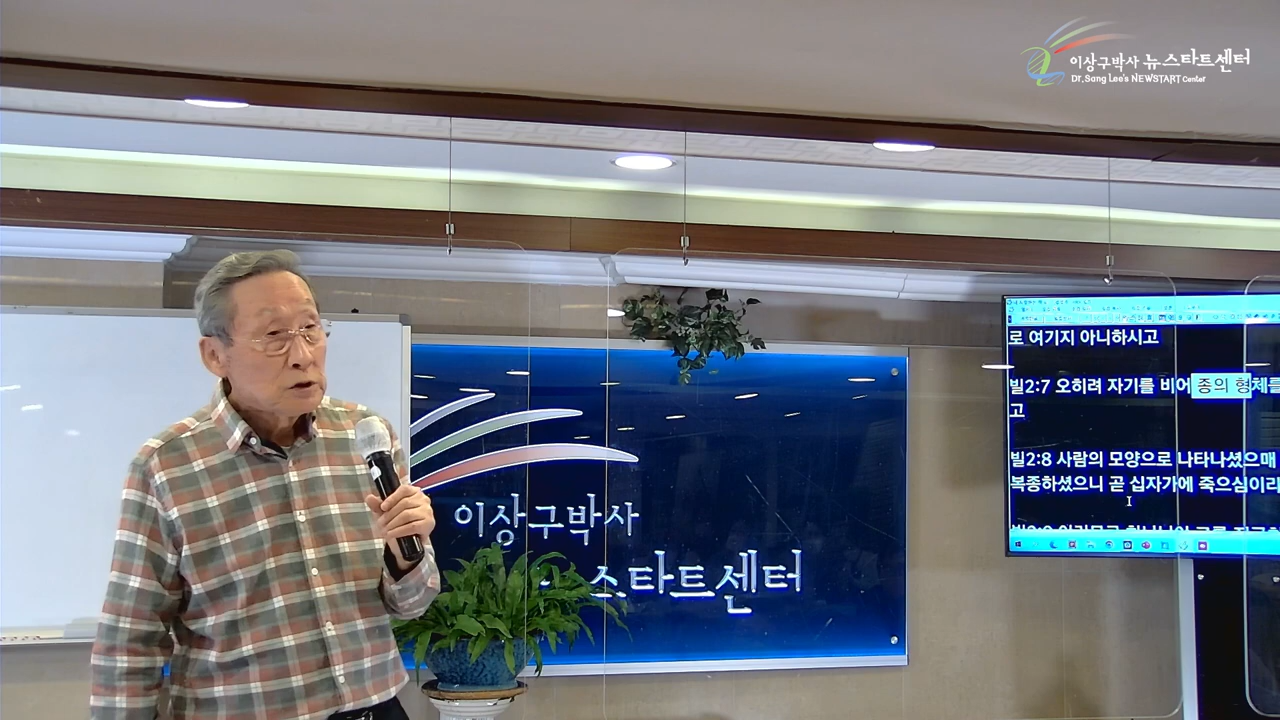 이상구박사 뉴스타트센터
Dr. Sang Lee's NEWSTART Center
로 여기지 아니하시고
빌2:7 오히려 자기를 비어 종의 형체를
고
빌2:8 사람의 모양으로 나타나셨으매
복종하셨으니 곧 십자가에 죽으심이라
이상구박사
스타트센터